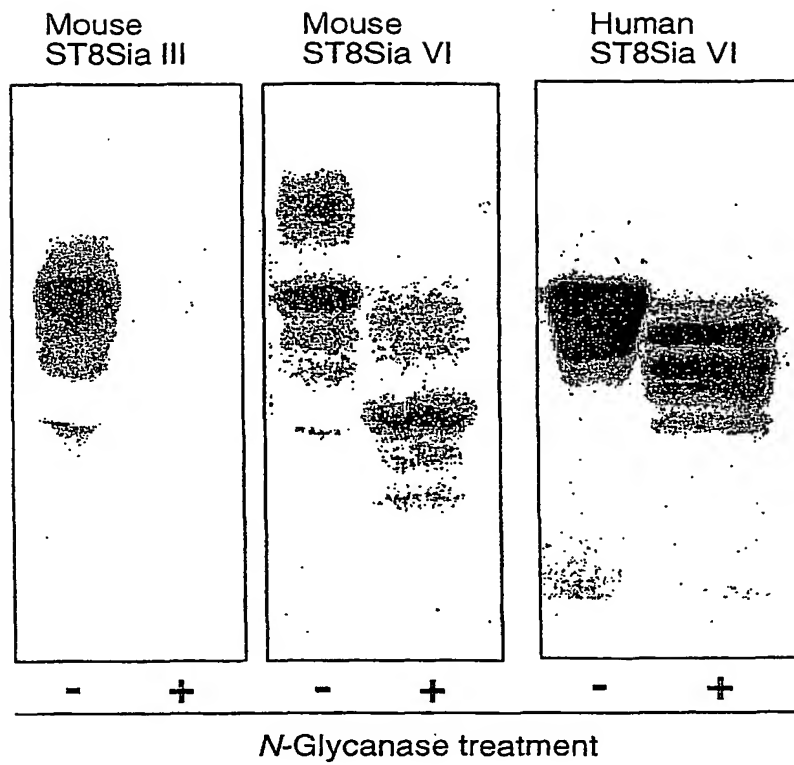 Mouse
ST8Sia III
Mouse
ST8Sia VI
Human
ST8Sia VI
- + - + - +
N-Glycanase treatment